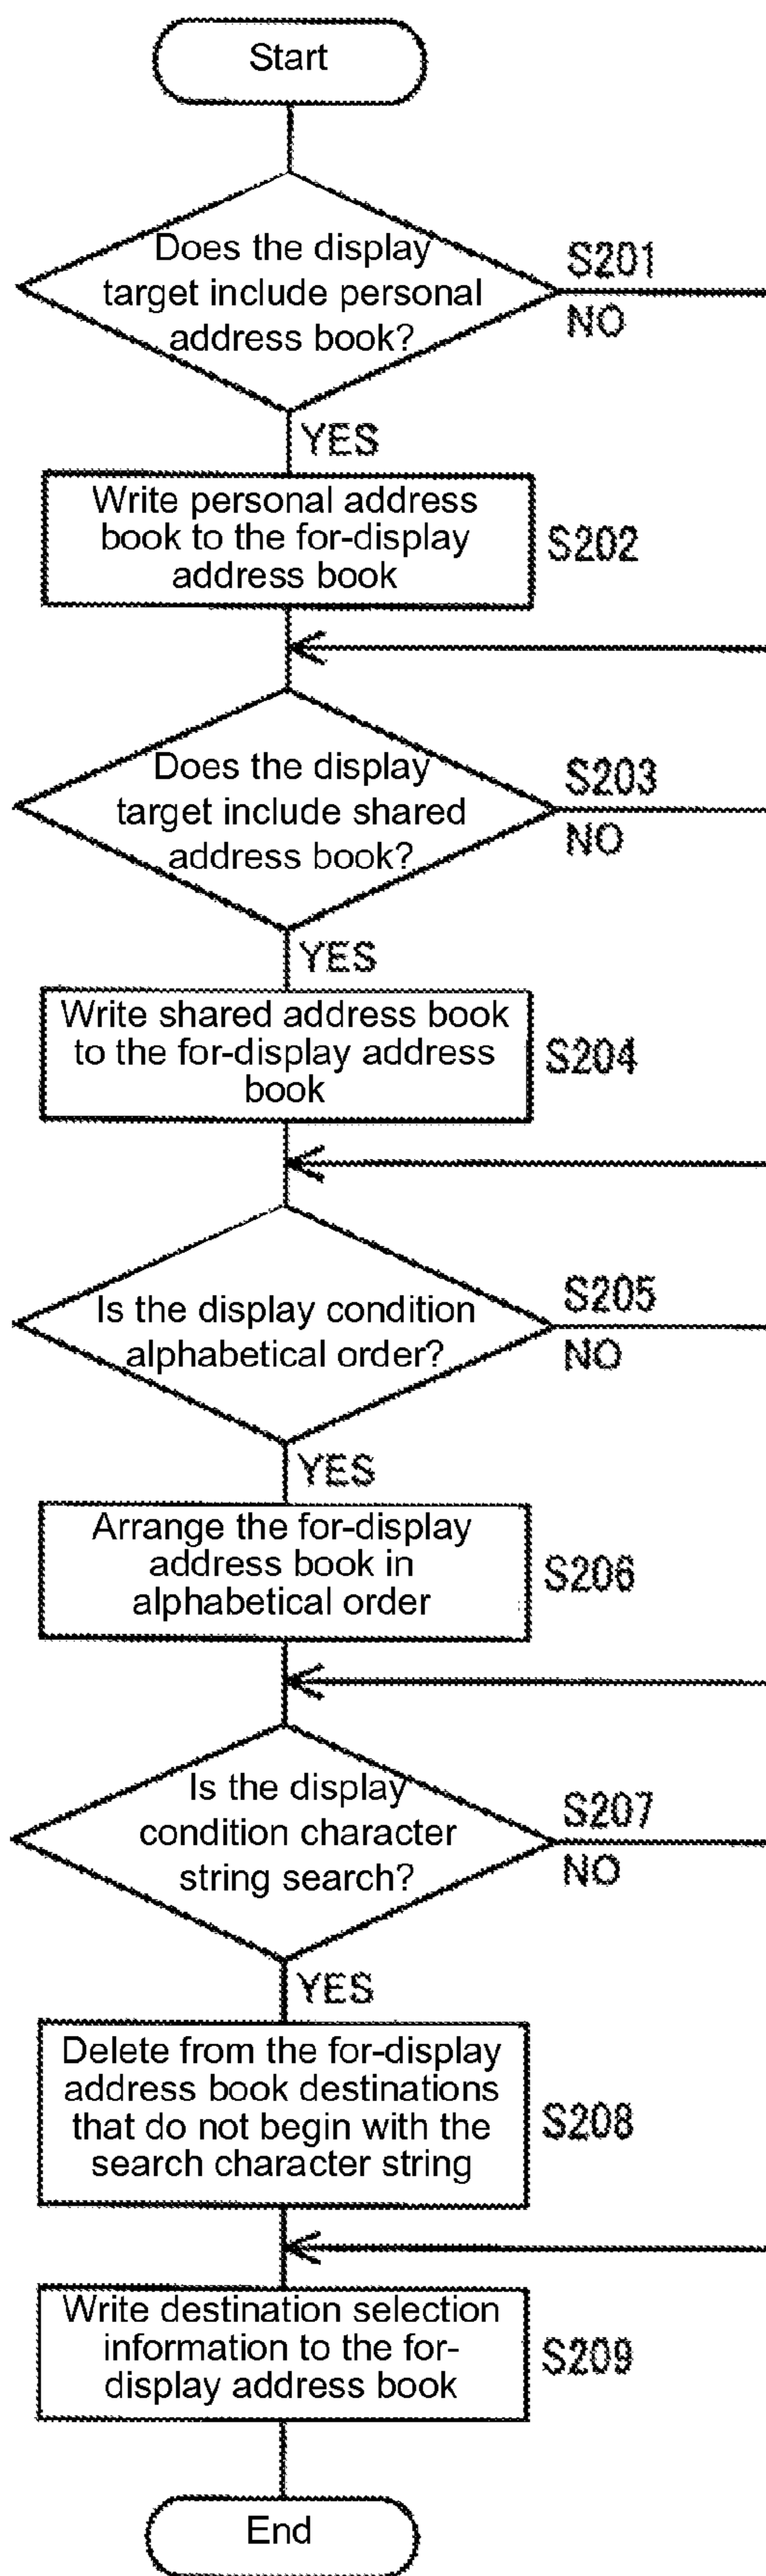 Start
Does the display
target include personal
address book?
S201
NO
YES
Write personal address
book to the for-display
address book
S202
Does the display
target include shared
address book?
S203
NO
YES
Write shared address book
to the for-display address
book
S204
Is the display condition
alphabetical order?
S205
NO
YES
Arrange the for-display
address book in
alphabetical order
S206
Is the display
condition character
string search?
S207
NO
YES
Delete from the for-display
address book destinations
that do not begin with the
search character string
S208
Write destination selection
information to the for-
display address book
S209
End